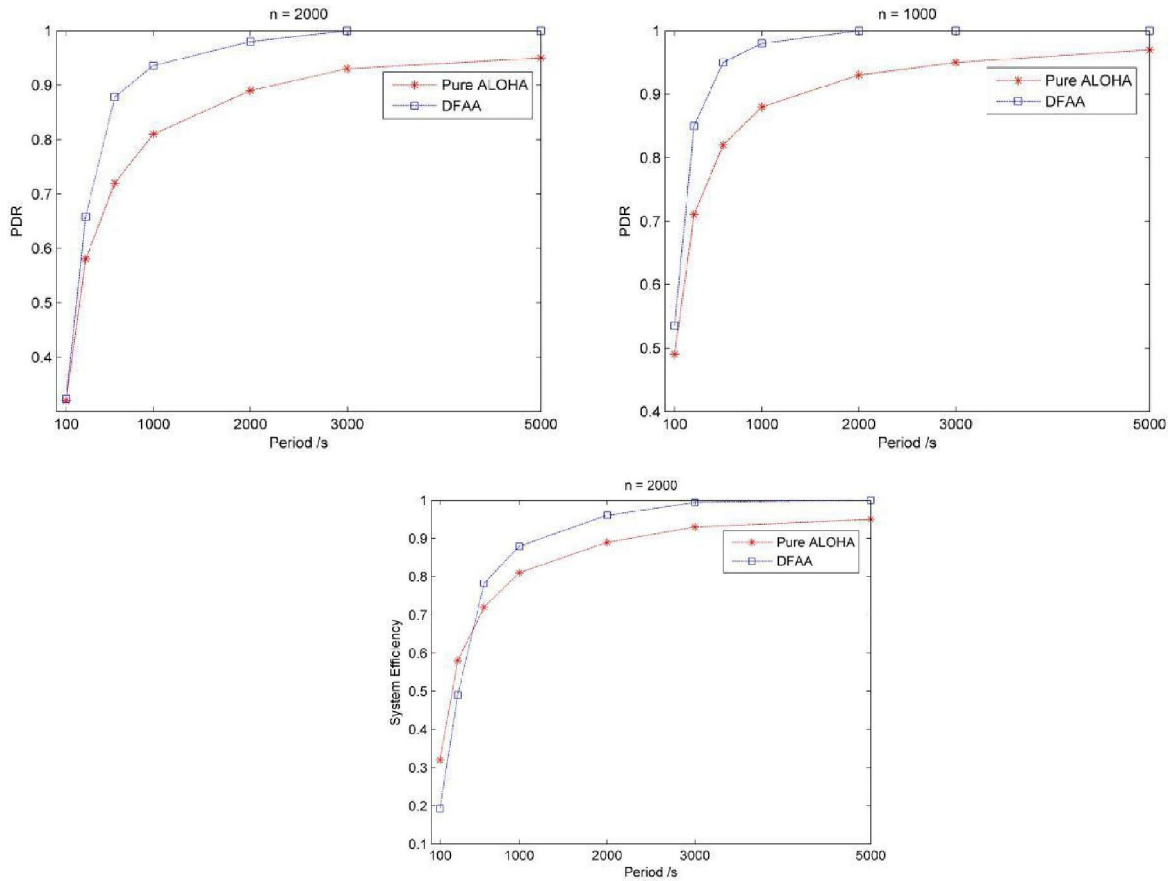 n = 2000
1
0.9
0.8
0.7
0.6
0.5
0.4
PDR
Pure ALOHA
DFAA
100 1000 2000 3000 5000
Period /s
n = 1000
1
0.9
0.8
0.7
0.6
0.5
0.4
PDR
Pure ALOHA
DFAA
100 1000 2000 3000 5000
Period /s
n = 2000
1
0.9
0.8
0.7
0.6
0.5
0.4
0.3
0.2
0.1
System Efficiency
Pure ALOHA
DFAA
100 1000 2000 3000 5000
Period /s